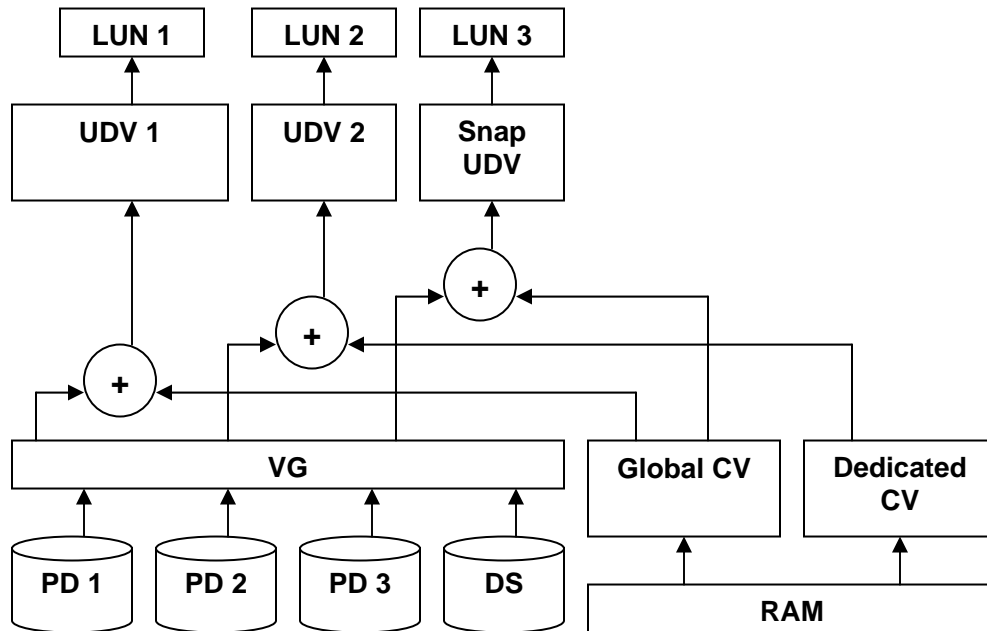 LUN 1
LUN 2
LUN 3
UDV 1
UDV 2
Snap
UDV
+
+
+
VG
Global CV
Dedicated
CV
PD 1
PD 2
PD 3
DS
RAM